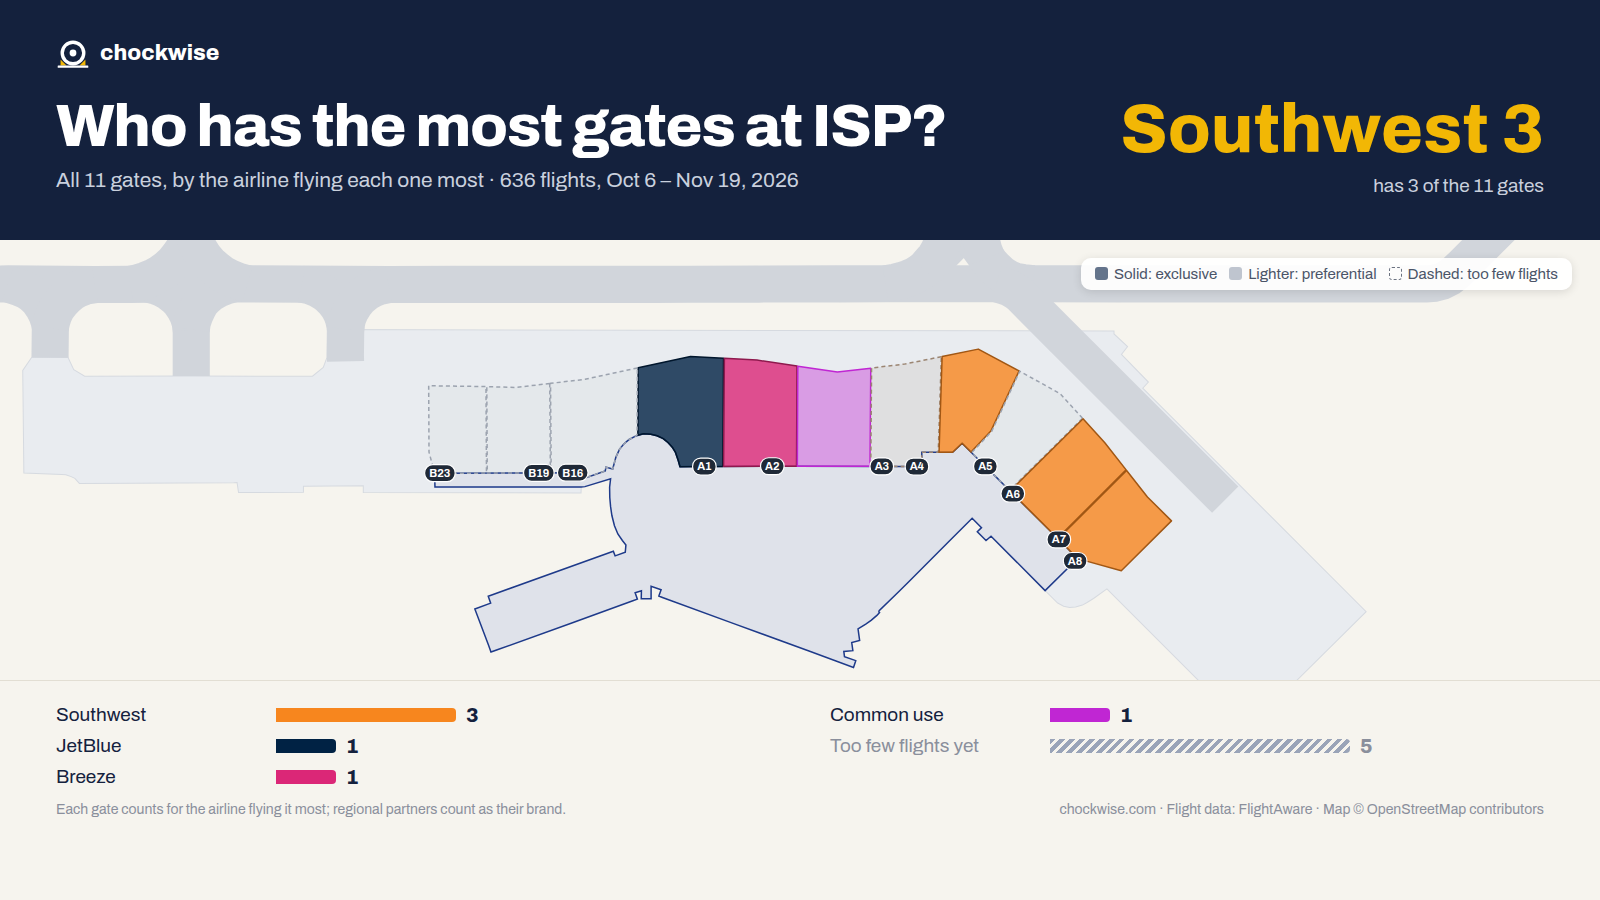 chockwise
Who has the most gates at ISP?
All 11 gates, by the airline flying each one most · 636 flights, Oct 6 – Nov 19, 2026
Southwest 3
has 3 of the 11 gates
Solid: exclusive
Lighter: preferential
Dashed: too few flights
B23
B19
B16
A1
A2
A3
A4
A5
A6
A7
A8
Southwest 3
JetBlue 1
Breeze 1
Common use 1
Too few flights yet 5
Each gate counts for the airline flying it most; regional partners count as their brand.
chockwise.com · Flight data: FlightAware · Map © OpenStreetMap contributors